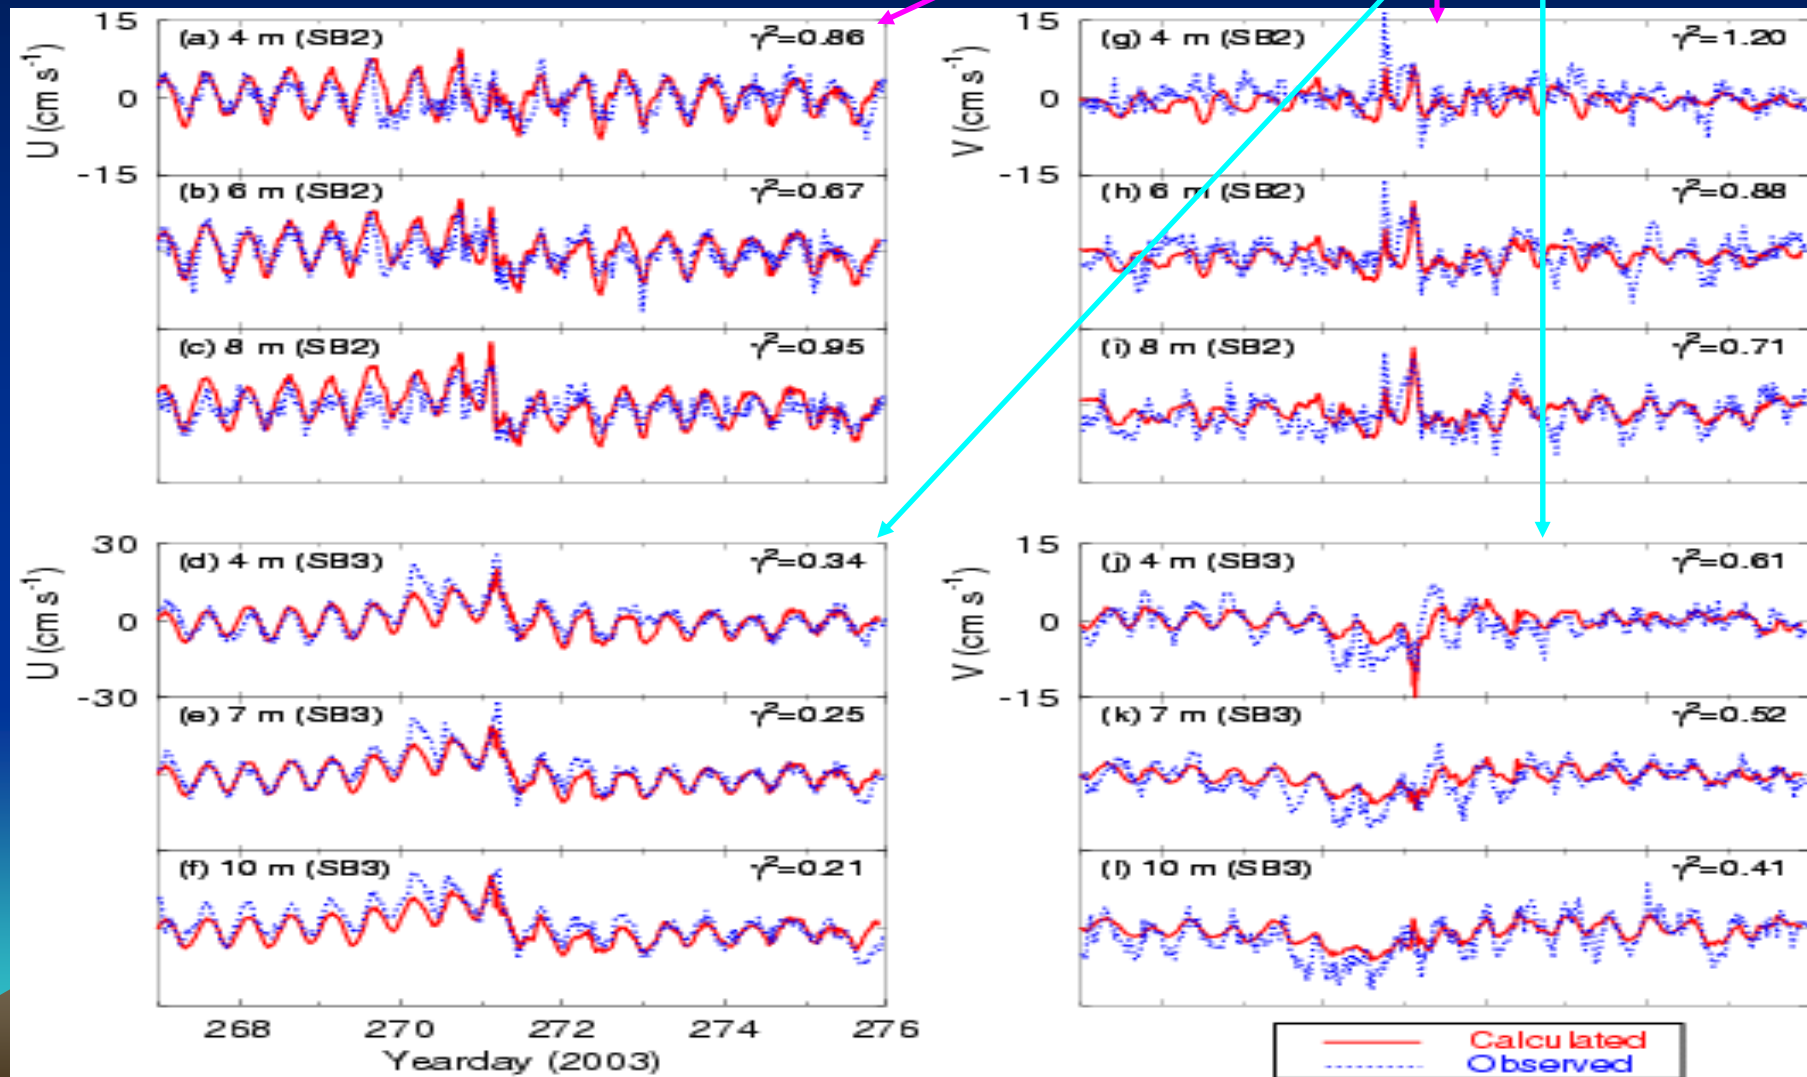 15
0
-15
U (cm s-1)
(a) 4 m (SB2) γ²=0.86
(b) 6 m (SB2) γ²=0.67
(c) 8 m (SB2) γ²=0.95
30
0
-30
U (cm s-1)
(d) 4 m (SB3) γ²=0.34
(e) 7 m (SB3) γ²=0.25
(f) 10 m (SB3) γ²=0.21
268 270 272 274 276
Yearday (2003)
15
0
-15
V (cm s-1)
(g) 4 m (SB2) γ²=1.20
(h) 6 m (SB2) γ²=0.88
(i) 8 m (SB2) γ²=0.71
15
0
-15
V (cm s-1)
(j) 4 m (SB3) γ²=0.61
(k) 7 m (SB3) γ²=0.52
(l) 10 m (SB3) γ²=0.41
Calculated
Observed